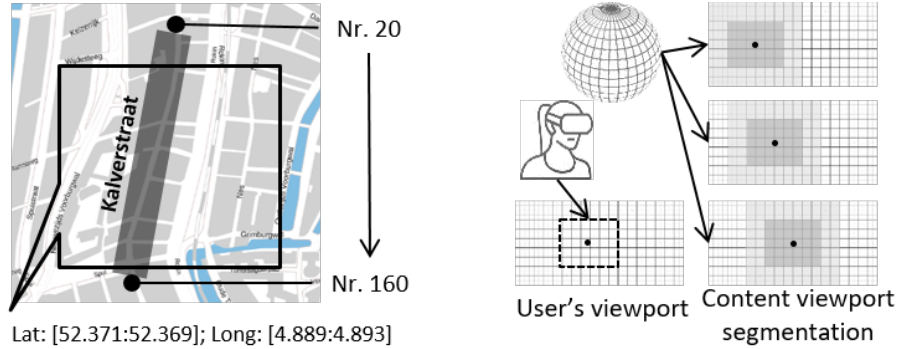 Nr. 20
Kalverstraat
Nr. 160
Lat: [52.371:52.369]; Long: [4.889:4.893]
User's viewport
Content viewport
segmentation